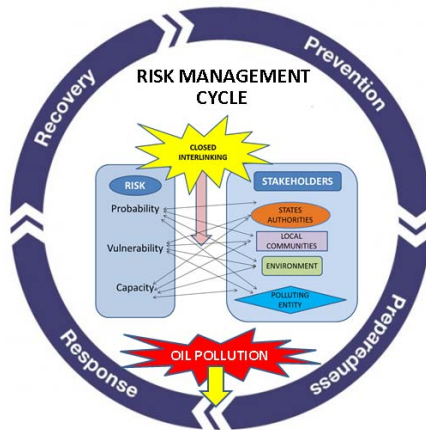 RISK MANAGEMENT
CYCLE
Recovery
Prevention
CLOSED
INTERLINKING
RISK
STAKEHOLDERS
Probability
STATES
AUTHORITIES
LOCAL
COMMUNITIES
Vulnerability
ENVIRONMENT
Capacity
POLLUTING
ENTITY
Response
Preparedness
OIL POLLUTION